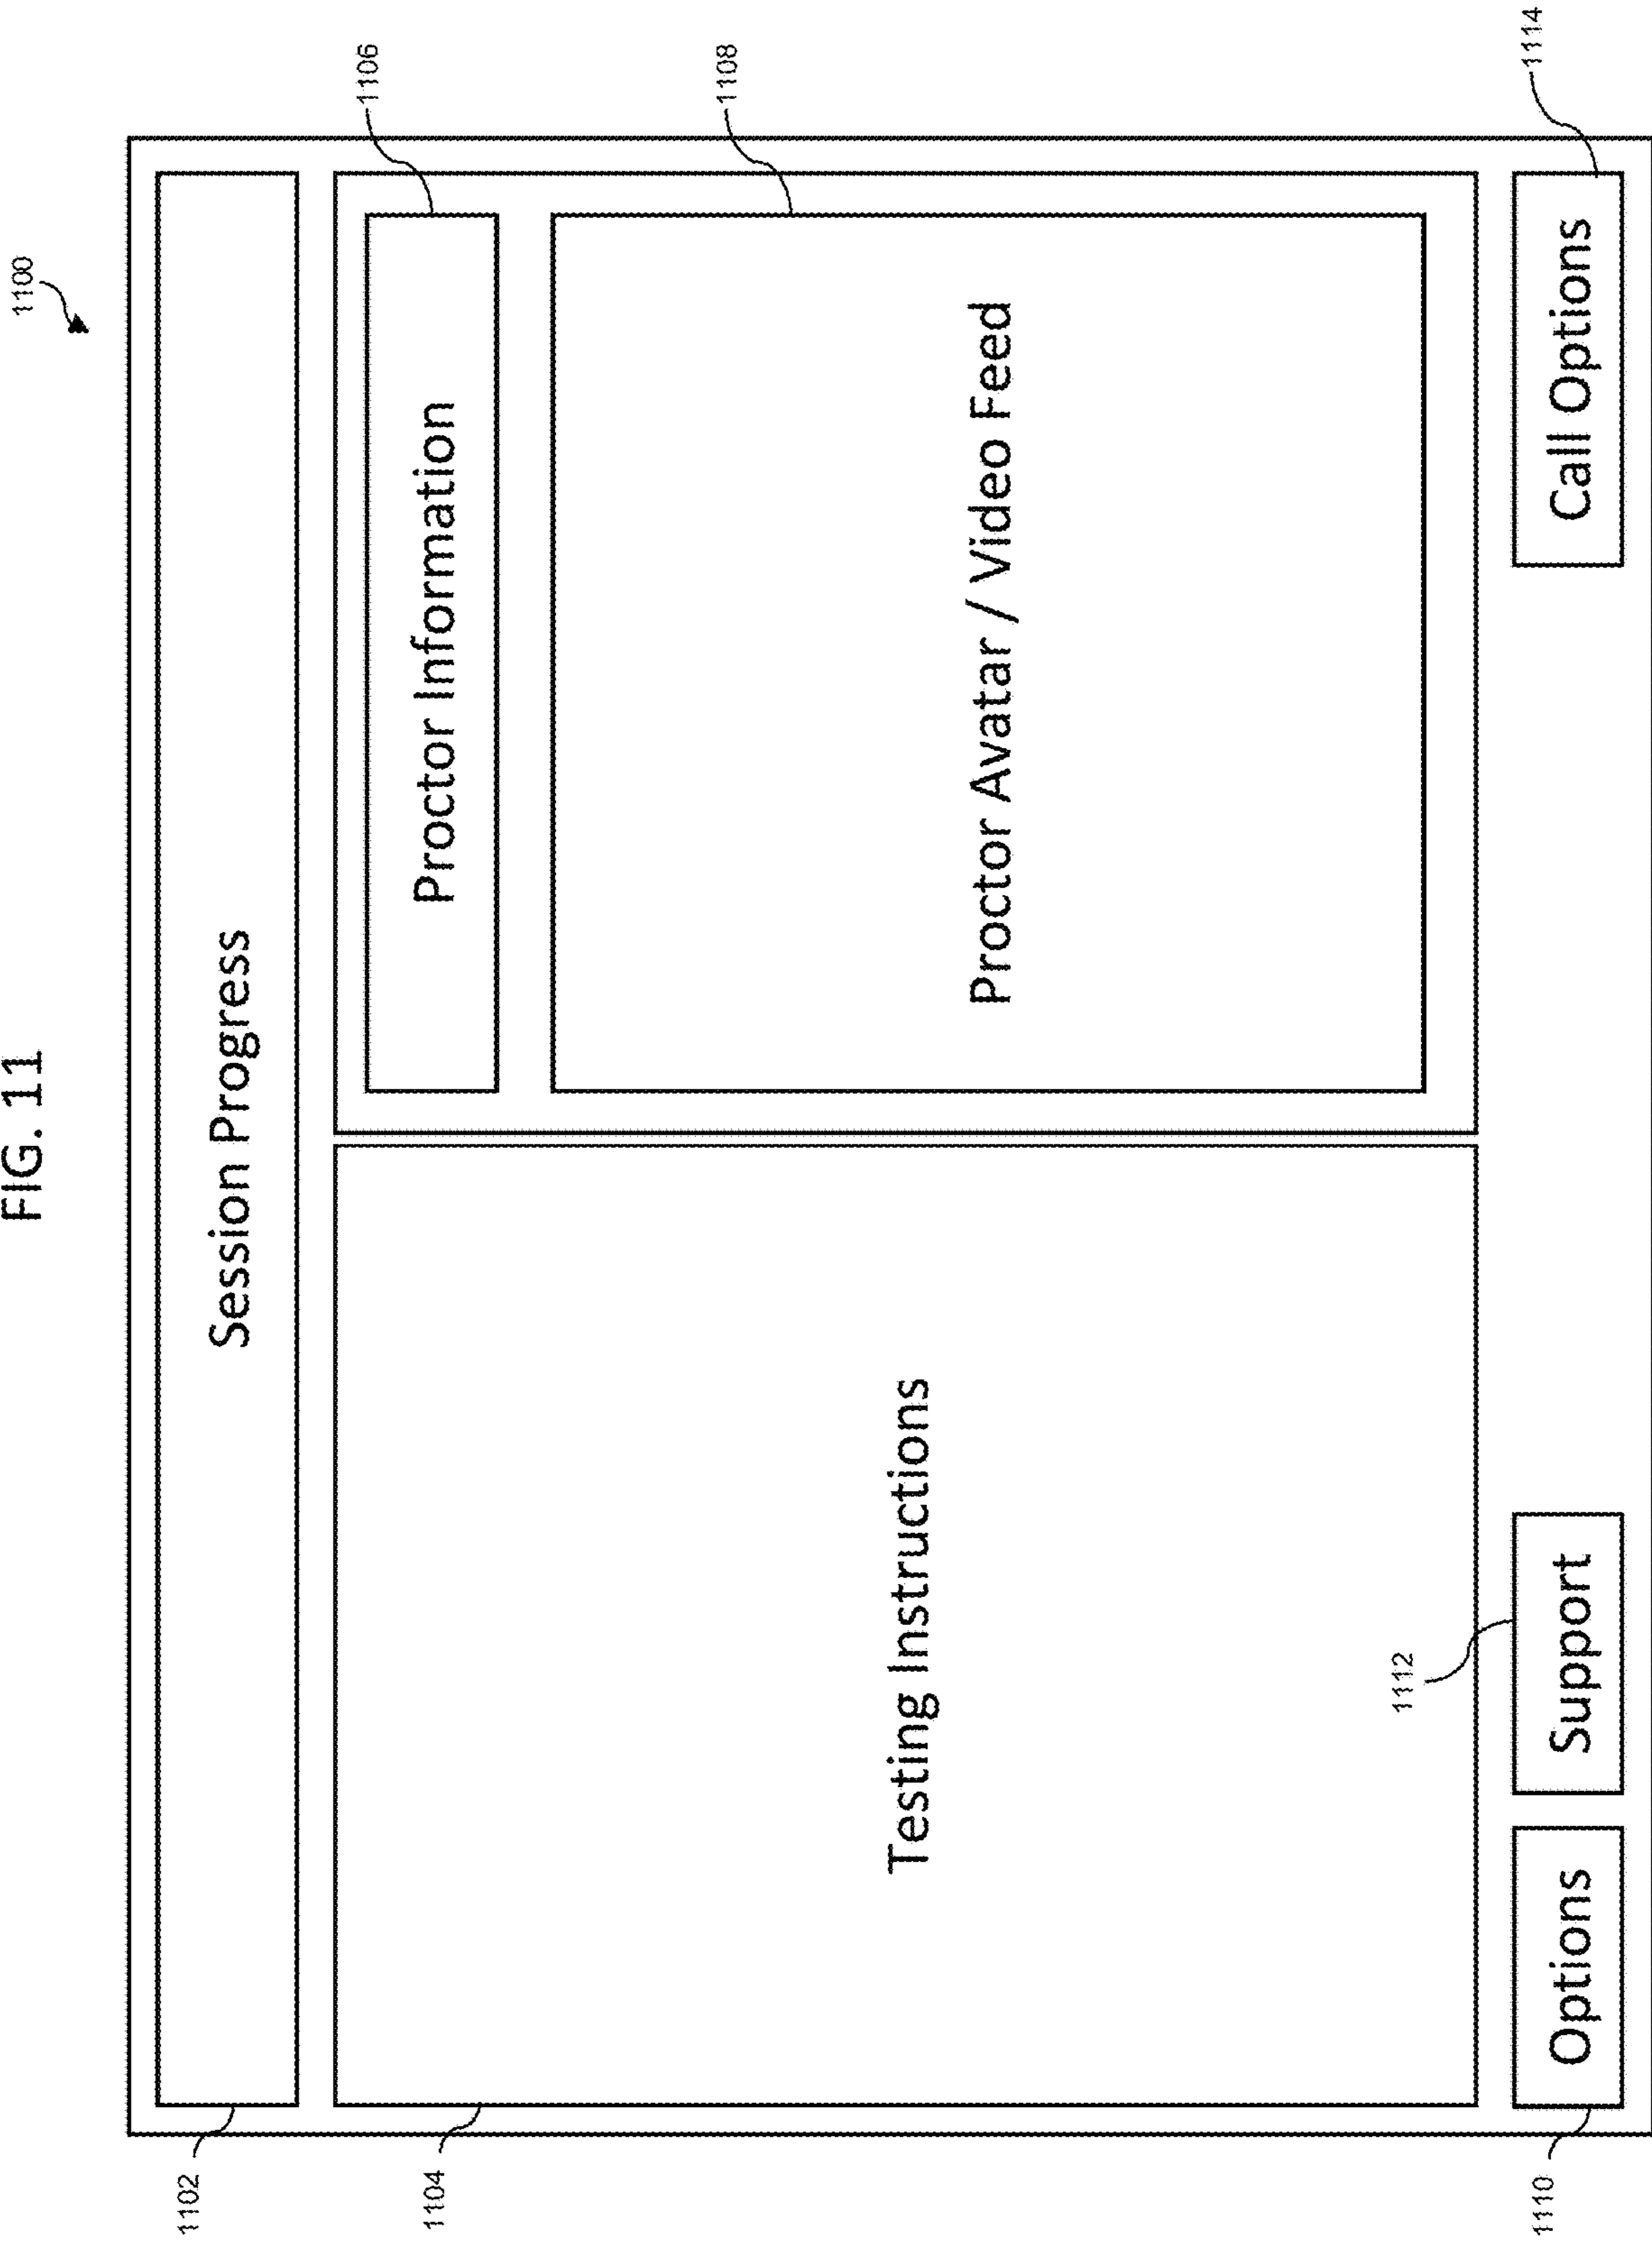 FIG. 11
1100
1102
Session Progress
1104
Testing Instructions
1106
Proctor Information
1108
Proctor Avatar / Video Feed
1110
Options
1112
Support
1114
Call Options